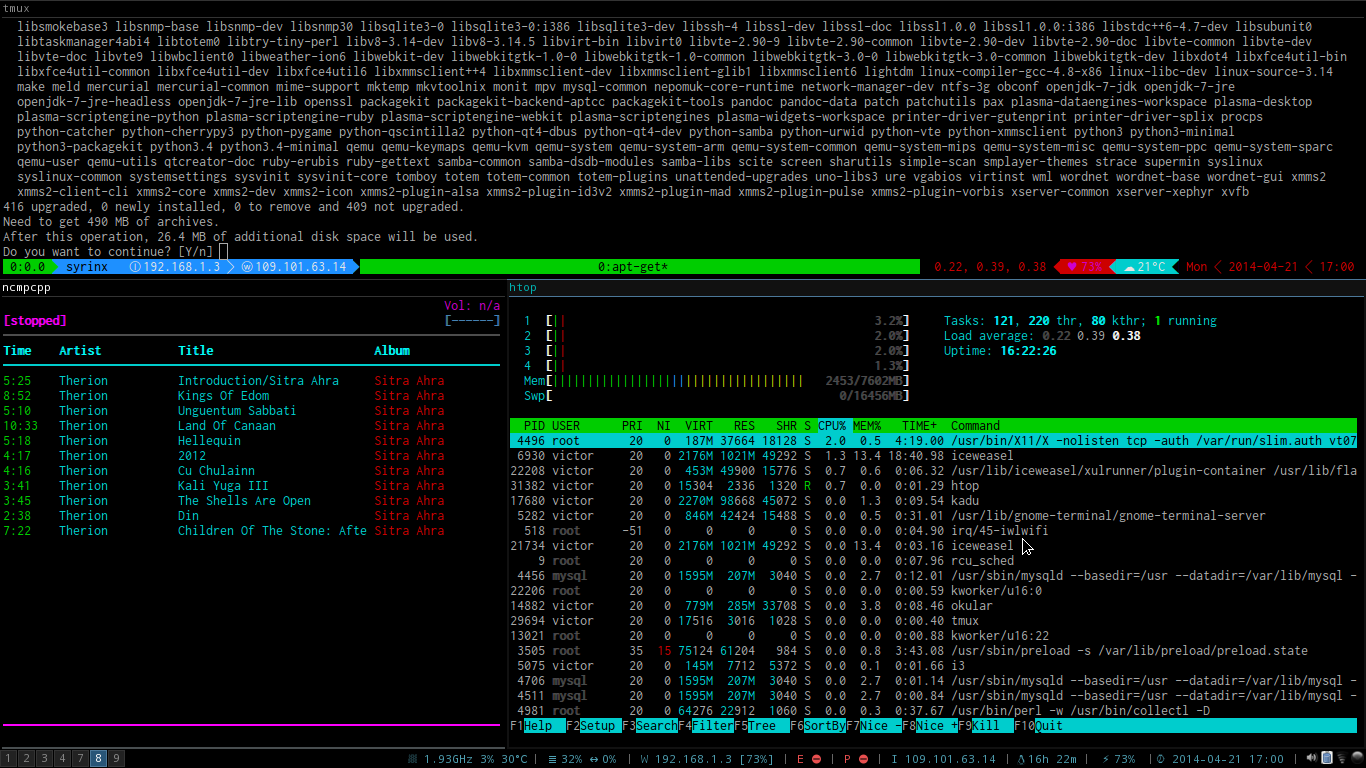 tmux
libsmokebase3 libsnmp-base libsnmp-dev libsnmp30 libsqlite3-0 libsqlite3-0:i386 libsqlite3-dev libssh-4 libssl-dev libssl-doc libssl1.0.0 libssl1.0.0:i386 libstdc++6-4.7-dev libsubunit0
libtaskmanager4abi4 libtotem0 libtry-tiny-perl libv8-3.14-dev libv8-3.14.5 libvirt-bin libvirt0 libvte-2.90-9 libvte-2.90-common libvte-2.90-dev libvte-2.90-doc libvte-common libvte-dev
libvte-doc libvte9 libwbclient0 libweather-ion6 libwebkit-dev libwebkitgtk-1.0-0 libwebkitgtk-1.0-common libwebkitgtk-3.0-0 libwebkitgtk-3.0-common libwebkitgtk-dev libxdot4 libxfce4util-bin
libxfce4util-common libxfce4util-dev libxfce4util6 libxmmsclient++4 libxmmsclient-dev libxmmsclient-glib1 libxmmsclient6 lightdm linux-compiler-gcc-4.8-x86 linux-libc-dev linux-source-3.14
make meld mercurial mercurial-common mime-support mktemp mkvtoolnix monit mpv mysql-common nepomuk-core-runtime network-manager-dev ntfs-3g obconf openjdk-7-jdk openjdk-7-jre
openjdk-7-jre-headless openjdk-7-jre-lib openssl packagekit packagekit-backend-aptcc packagekit-tools pandoc pandoc-data patch patchutils pax plasma-dataengines-workspace plasma-desktop
plasma-scriptengine-python plasma-scriptengine-ruby plasma-scriptengine-webkit plasma-scriptengines plasma-widgets-workspace printer-driver-gutenprint printer-driver-splix procps
python-catcher python-cherrypy3 python-pygame python-qscintilla2 python-qt4-dbus python-qt4-dev python-samba python-urwid python-vte python-xmmsclient python3 python3-minimal
python3-packagekit python3.4 python3.4-minimal qemu qemu-keymaps qemu-kvm qemu-system qemu-system-arm qemu-system-common qemu-system-mips qemu-system-misc qemu-system-ppc qemu-system-sparc
qemu-user qemu-utils qtcreator-doc ruby-erubis ruby-gettext samba-common samba-dsdb-modules samba-libs scite screen sharutils simple-scan smplayer-themes strace supermin syslinux
syslinux-common systemsettings sysvinit sysvinit-core tomboy totem totem-common totem-plugins unattended-upgrades uno-libs3 ure vgabios virtinst wml wordnet wordnet-base wordnet-gui xmms2
xmms2-client-cli xmms2-core xmms2-dev xmms2-icon xmms2-plugin-alsa xmms2-plugin-id3v2 xmms2-plugin-mad xmms2-plugin-pulse xmms2-plugin-vorbis xserver-common xserver-xephyr xvfb
416 upgraded, 0 newly installed, 0 to remove and 409 not upgraded.
Need to get 490 MB of archives.
After this operation, 26.4 MB of additional disk space will be used.
Do you want to continue? [Y/n]
0:0.0 syrinx Ⓘ 192.168.1.3 ⓦ 109.101.63.14 0:apt-get* 0.22, 0.39, 0.38 ♥ 73% ☁ 21°C Mon < 2014-04-21 < 17:00
ncmpcpp
Vol: n/a
[stopped] [------]
Time Artist Title Album
5:25 Therion Introduction/Sitra Ahra Sitra Ahra
8:52 Therion Kings Of Edom Sitra Ahra
5:10 Therion Unguentum Sabbati Sitra Ahra
10:33 Therion Land Of Canaan Sitra Ahra
5:18 Therion Hellequin Sitra Ahra
4:17 Therion 2012 Sitra Ahra
4:16 Therion Cu Chulainn Sitra Ahra
3:41 Therion Kali Yuga III Sitra Ahra
3:45 Therion The Shells Are Open Sitra Ahra
2:38 Therion Din Sitra Ahra
7:22 Therion Children Of The Stone: Afte Sitra Ahra
htop
1 [|| 3.2%] Tasks: 121, 220 thr, 80 kthr; 1 running
2 [|| 2.0%] Load average: 0.22 0.39 0.38
3 [|| 2.0%] Uptime: 16:22:26
4 [|| 1.3%]
Mem[||||||||||||||||||||||||||||||||||| 2453/7602MB]
Swp[ 0/16456MB]
PID USER PRI NI VIRT RES SHR S CPU% MEM% TIME+ Command
4496 root 20 0 187M 37664 18128 S 2.0 0.5 4:19.00 /usr/bin/X11/X -nolisten tcp -auth /var/run/slim.auth vt07
6930 victor 20 0 2176M 1021M 49292 S 1.3 13.4 18:40.98 iceweasel
22208 victor 20 0 453M 49900 15776 S 0.7 0.6 0:06.32 /usr/lib/iceweasel/xulrunner/plugin-container /usr/lib/fla
31382 victor 20 0 15304 2336 1320 R 0.7 0.0 0:01.29 htop
17680 victor 20 0 2270M 98668 45072 S 0.0 1.3 0:09.54 kadu
5282 victor 20 0 846M 42424 15488 S 0.0 0.5 0:31.01 /usr/lib/gnome-terminal/gnome-terminal-server
518 root -51 0 0 0 0 S 0.0 0.0 0:04.90 irq/45-iwlwifi
21734 victor 20 0 2176M 1021M 49292 S 0.0 13.4 0:03.16 iceweasel
9 root 20 0 0 0 0 S 0.0 0.0 0:07.96 rcu_sched
4456 mysql 20 0 1595M 207M 3040 S 0.0 2.7 0:12.01 /usr/sbin/mysqld --basedir=/usr --datadir=/var/lib/mysql -
22206 root 20 0 0 0 0 S 0.0 0.0 0:00.59 kworker/u16:0
14882 victor 20 0 779M 285M 33708 S 0.0 3.8 0:08.46 okular
29694 victor 20 0 17516 3016 1028 S 0.0 0.0 0:00.40 tmux
13021 root 20 0 0 0 0 S 0.0 0.0 0:00.88 kworker/u16:22
3505 root 35 15 75124 61204 984 S 0.0 0.8 3:43.08 /usr/sbin/preload -s /var/lib/preload/preload.state
5075 victor 20 0 145M 7712 5372 S 0.0 0.1 0:01.66 i3
4706 mysql 20 0 1595M 207M 3040 S 0.0 2.7 0:01.14 /usr/sbin/mysqld --basedir=/usr --datadir=/var/lib/mysql -
4511 mysql 20 0 1595M 207M 3040 S 0.0 2.7 0:00.84 /usr/sbin/mysqld --basedir=/usr --datadir=/var/lib/mysql -
4981 root 20 0 64276 22912 1060 S 0.0 0.3 0:37.67 /usr/bin/perl -w /usr/bin/collectl -D
F1Help F2Setup F3SearchF4FilterF5Tree F6SortByF7Nice -F8Nice +F9Kill F10Quit
1 2 3 4 7 8 9 1.93GHz 3% 30°C | 32% ↔ 0% | W 192.168.1.3 [73%] | E ⛔ | P ⛔ | I 109.101.63.14 | 16h 22m | ⚡ 73% | 2014-04-21 17:00 |